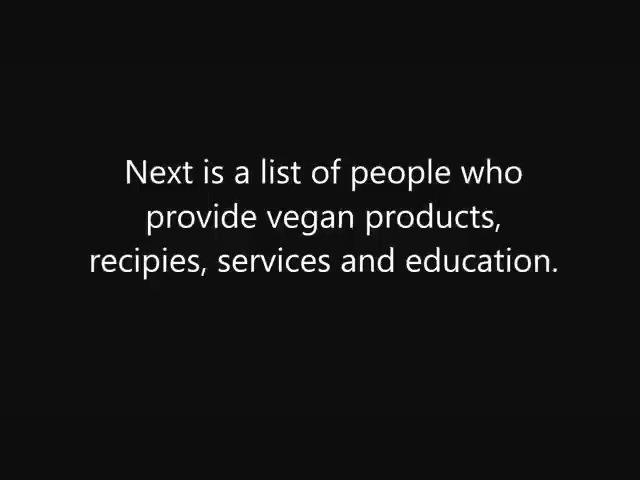 Next is a list of people who
provide vegan products,
recipies, services and education.